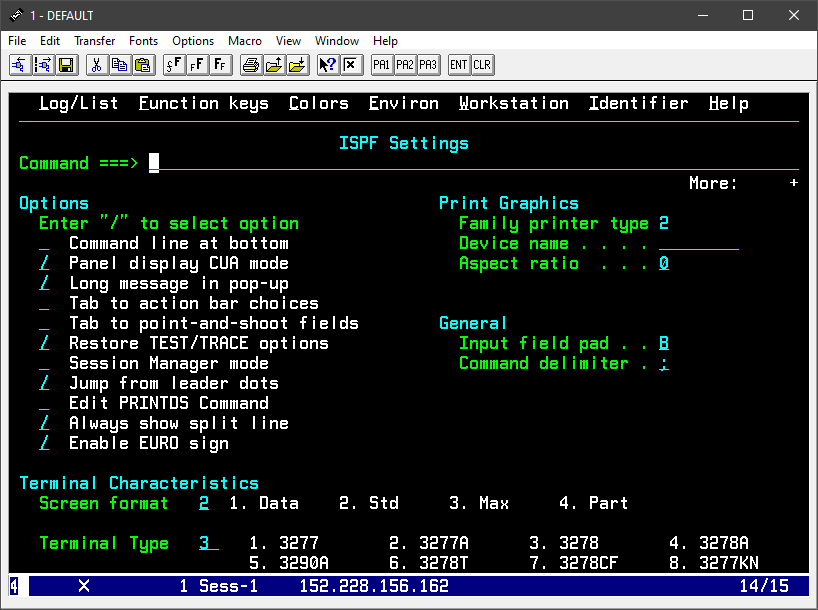 1 - DEFAULT
File Edit Transfer Fonts Options Macro View Window Help
PA1 PA2 PA3 ENT CLR
Log/List Function keys Colors Environ Workstation Identifier Help
ISPF Settings
Command ===>
More: +
Options Print Graphics
Enter "/" to select option Family printer type 2
_ Command line at bottom Device name . . . . ________
/ Panel display CUA mode Aspect ratio . . . 0
/ Long message in pop-up
_ Tab to action bar choices
_ Tab to point-and-shoot fields General
/ Restore TEST/TRACE options Input field pad . . B
_ Session Manager mode Command delimiter . ;
/ Jump from leader dots
_ Edit PRINTDS Command
/ Always show split line
/ Enable EURO sign
Terminal Characteristics
Screen format 2 1. Data 2. Std 3. Max 4. Part
Terminal Type 3 1. 3277 2. 3277A 3. 3278 4. 3278A
5. 3290A 6. 3278T 7. 3278CF 8. 3277KN
4 X 1 Sess-1 152.228.156.162 14/15